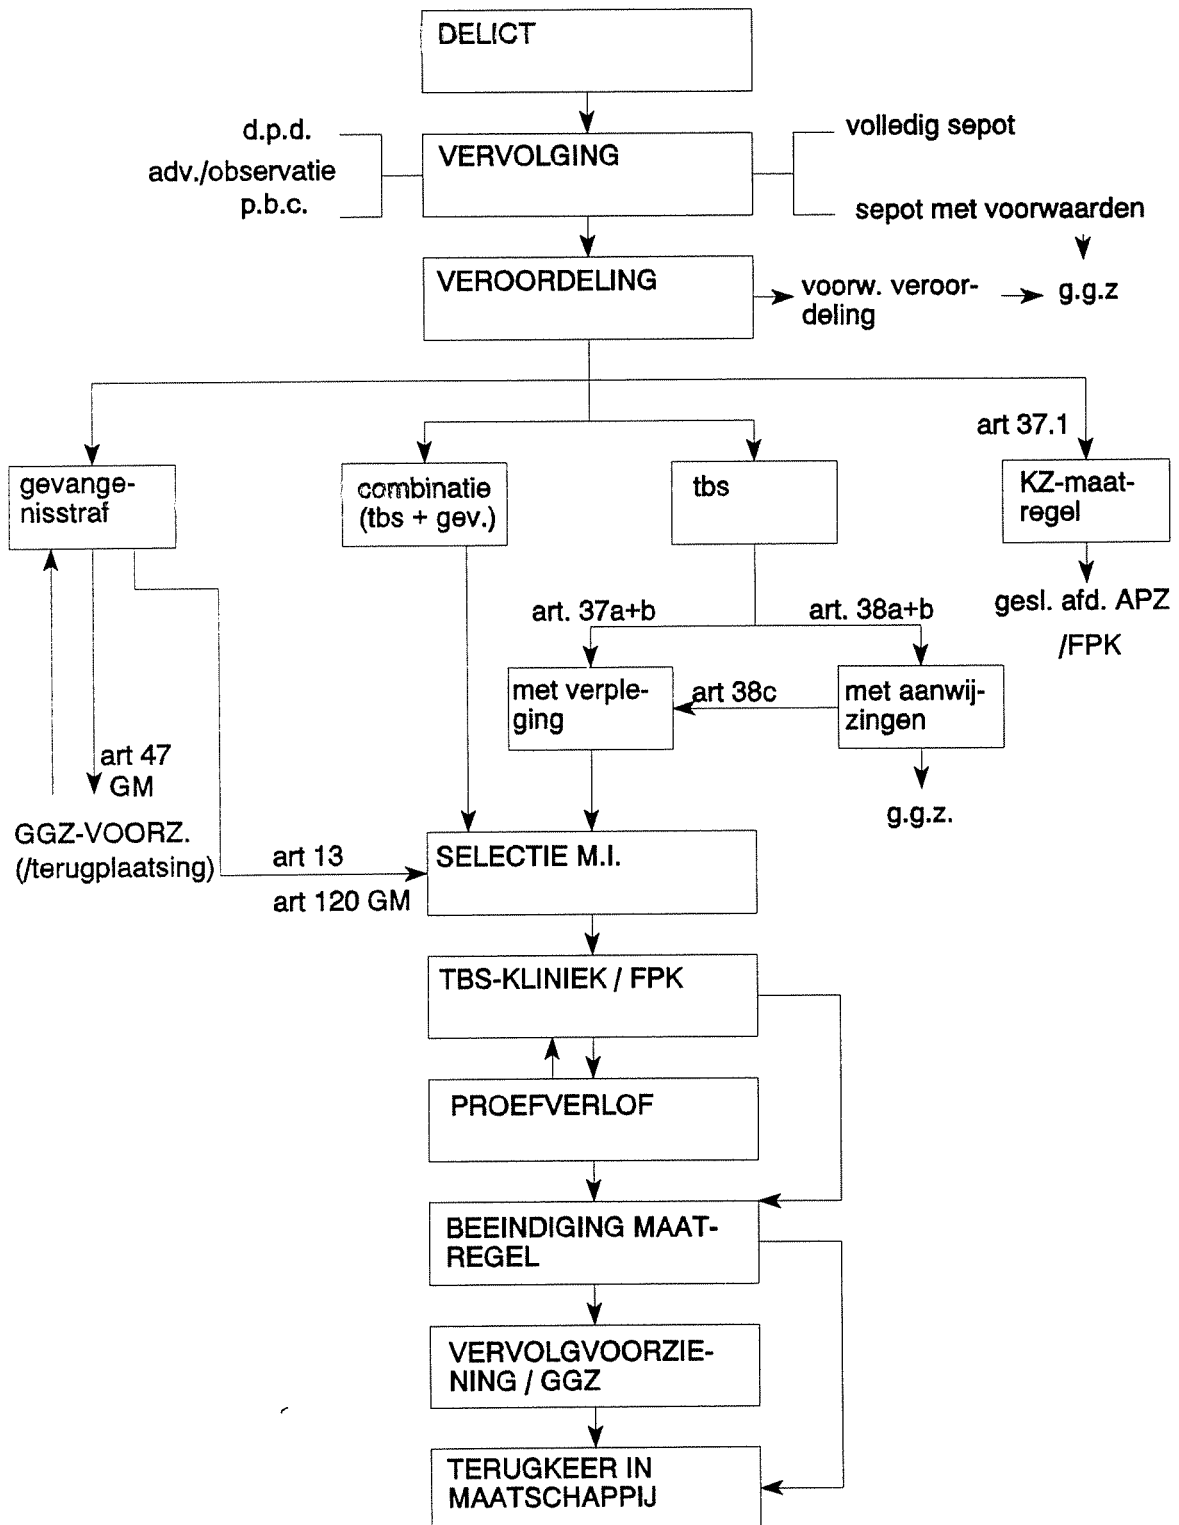 DELICT
d.p.d.
adv./observatie
p.b.c.
VERVOLGING
volledig sepot
sepot met voorwaarden
VEROORDELING
voorw. veroor-
deling
g.g.z
art 37.1
gevange-
nisstraf
combinatie
(tbs + gev.)
tbs
KZ-maat-
regel
gesl. afd. APZ
/FPK
art. 37a+b
art. 38a+b
met verple-
ging
art 38c
met aanwij-
zingen
g.g.z.
art 47
GM
GGZ-VOORZ.
(/terugplaatsing)
art 13
art 120 GM
SELECTIE M.I.
TBS-KLINIEK / FPK
PROEFVERLOF
BEEINDIGING MAAT-
REGEL
VERVOLGVOORZIE-
NING / GGZ
TERUGKEER IN
MAATSCHAPPIJ